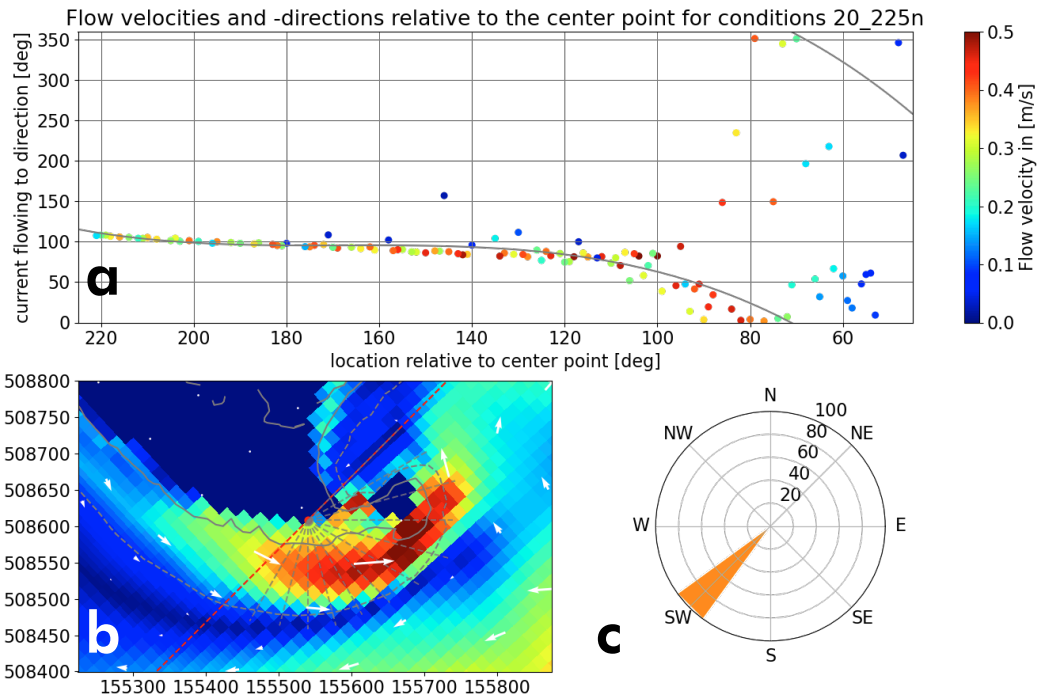 Flow velocities and -directions relative to the center point for conditions 20_225n
current flowing to direction [deg]
350
300
250
200
150
100
50
0
a
220 200 180 160 140 120 100 80 60
location relative to center point [deg]
0.5
0.4
0.3
0.2
0.1
0.0
Flow velocity in [m/s]
508800
508750
508700
508650
508600
508550
508500
508450
508400
b
155300 155400 155500 155600 155700 155800
c
N
NE
E
SE
S
SW
W
NW
100
80
60
40
20